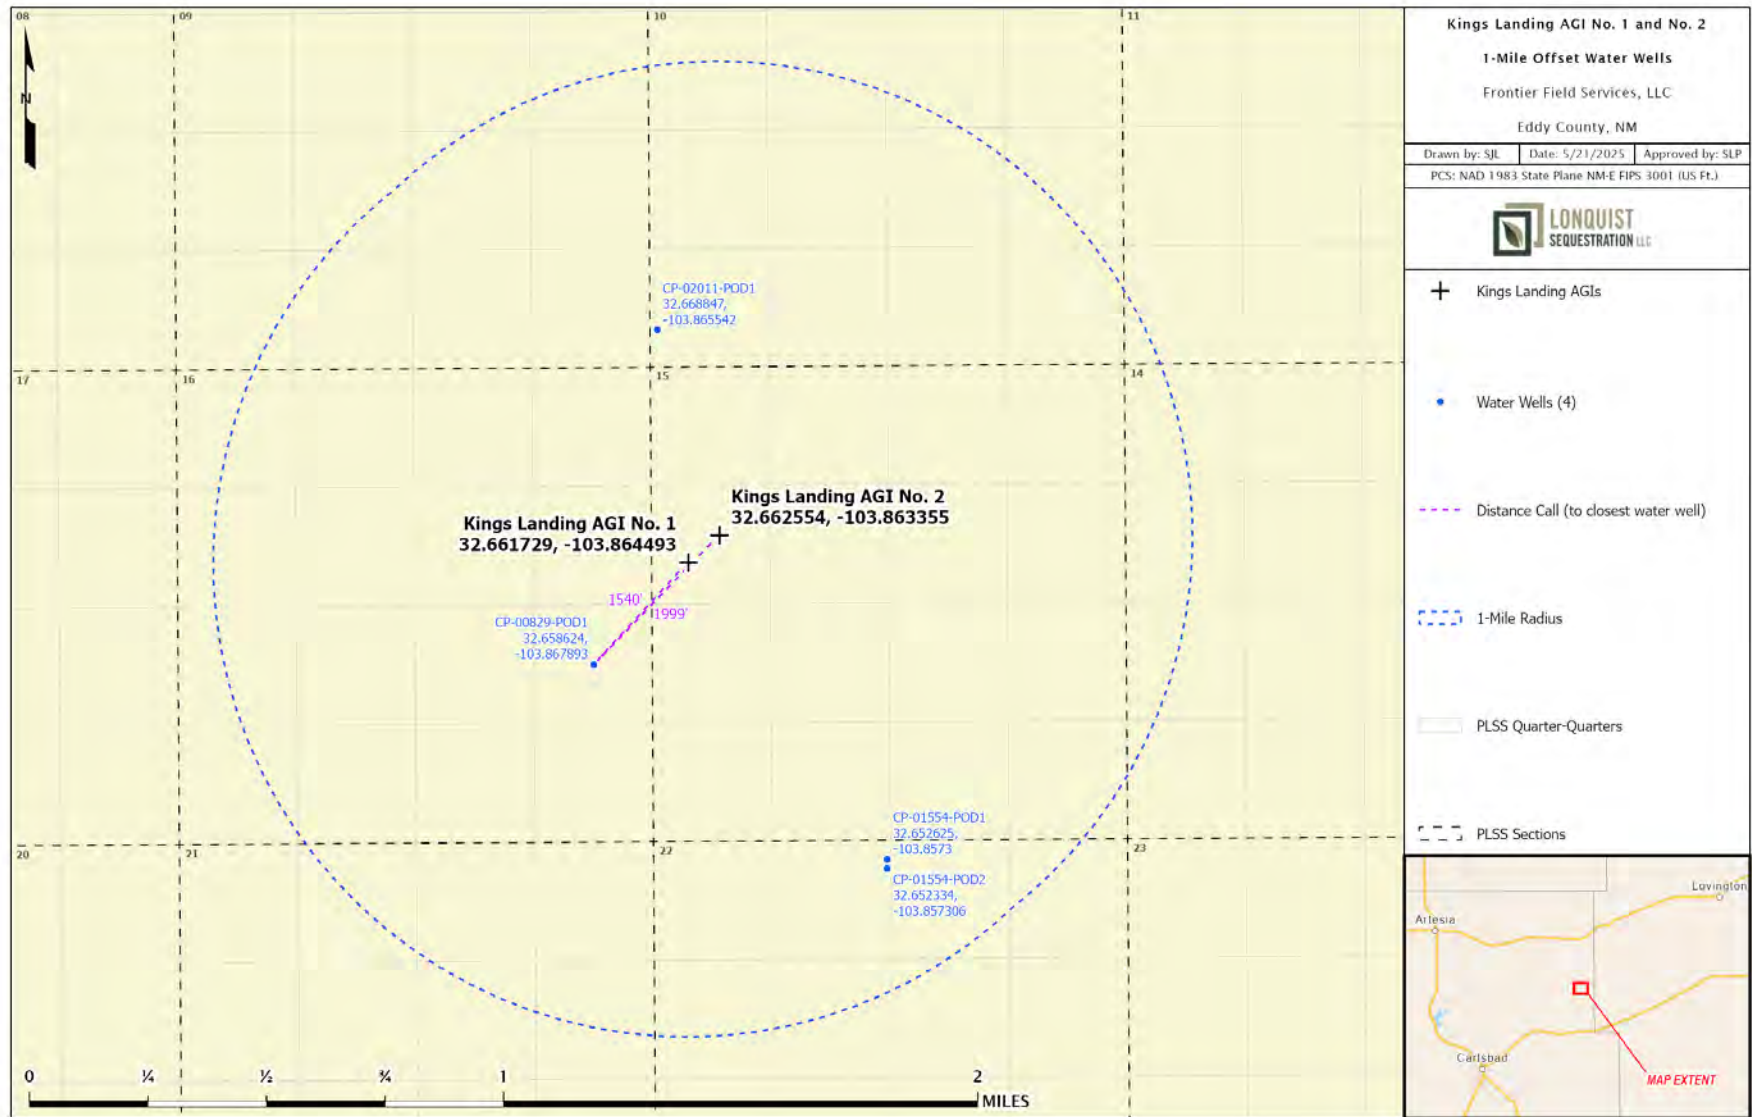 08
09
10
11
N
CP-02011-POD1
32.668847,
-103.865542
17
16
15
14
Kings Landing AGI No. 2
32.662554, -103.863355
Kings Landing AGI No. 1
32.661729, -103.864493
1540'
1999'
CP-00829-POD1
32.658624,
-103.867893
CP-01554-POD1
32.652625,
-103.8573
20
21
22
23
CP-01554-POD2
32.652334,
-103.857306
0 1/4 1/2 3/4 1 2
MILES
Kings Landing AGI No. 1 and No. 2
1-Mile Offset Water Wells
Frontier Field Services, LLC
Eddy County, NM
Drawn by: SJL Date: 5/21/2025 Approved by: SLP
PCS: NAD 1983 State Plane NM-E FIPS 3001 (US Ft.)
LONQUIST
SEQUESTRATION LLC
Kings Landing AGIs
Water Wells (4)
Distance Call (to closest water well)
1-Mile Radius
PLSS Quarter-Quarters
PLSS Sections
Lovington
Artesia
Carlsbad
MAP EXTENT